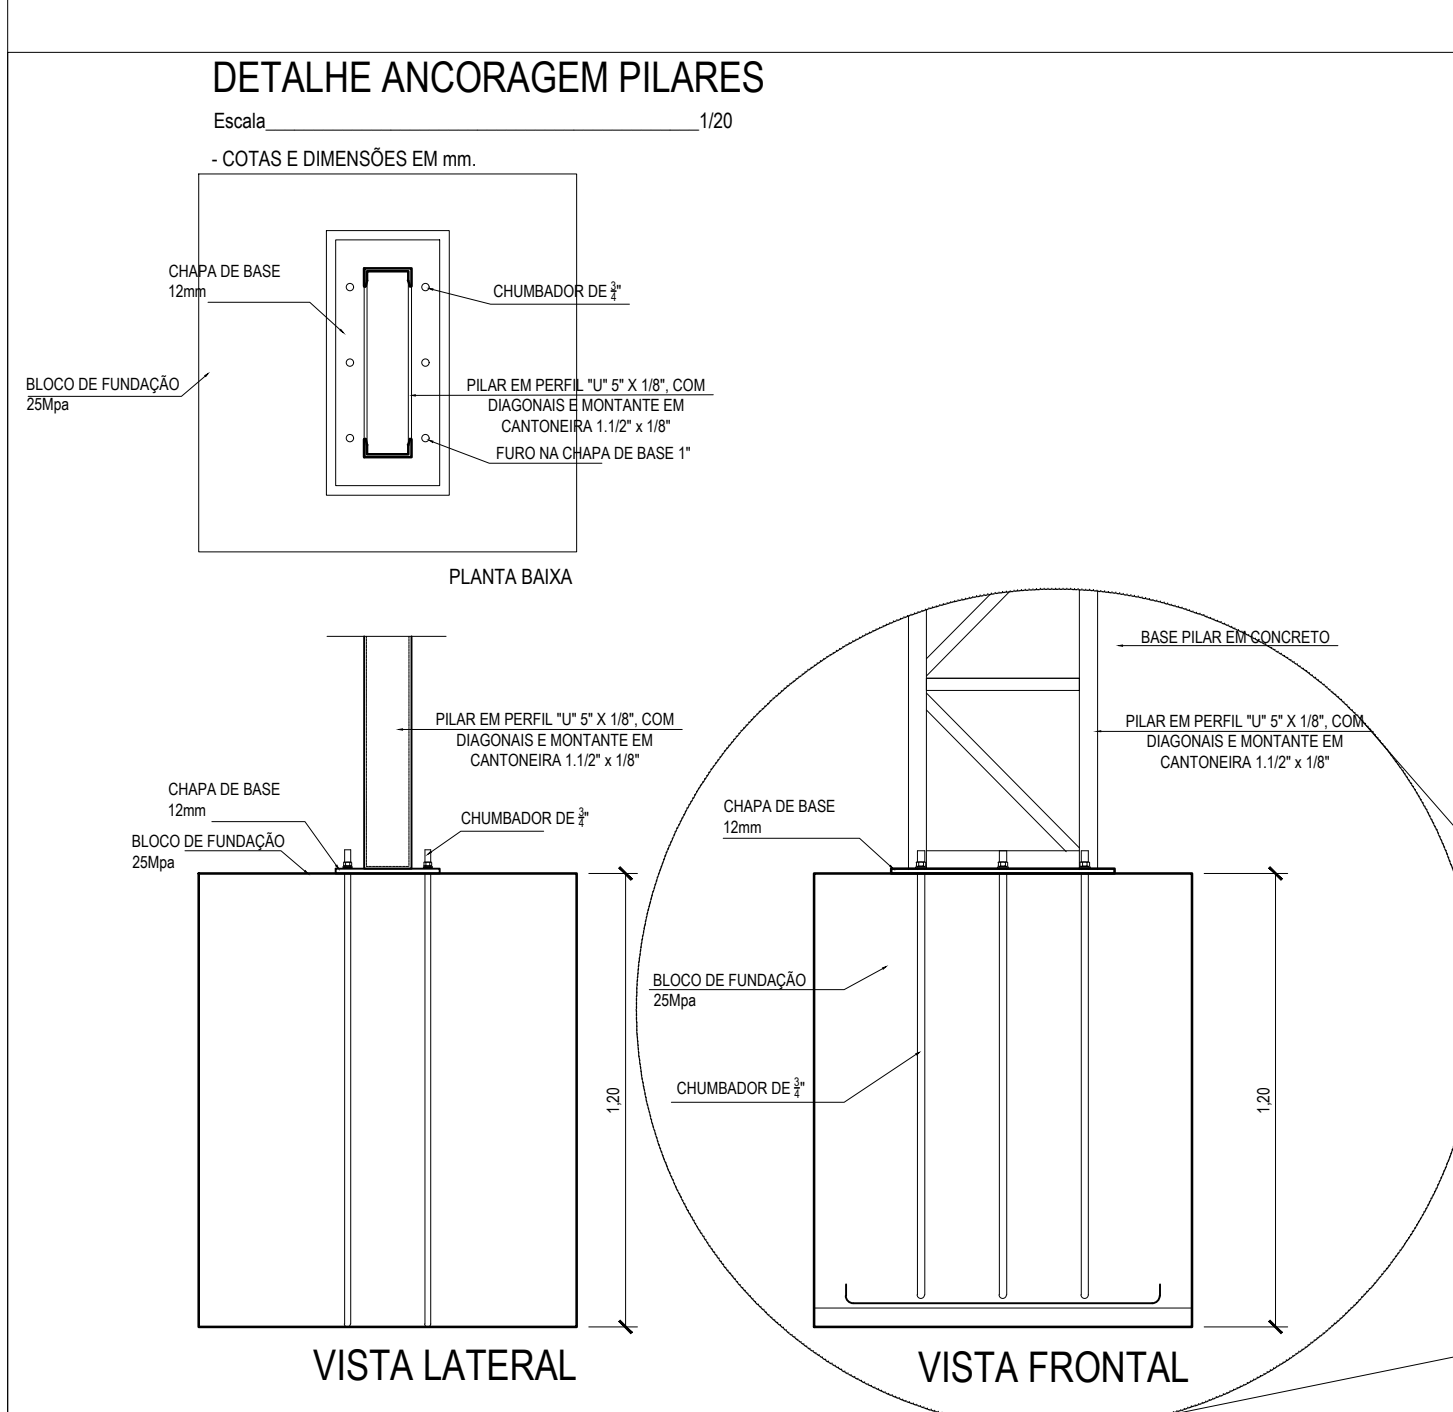 DETALHE ANCORAGEM PILARES
Escala 1/20
- COTAS E DIMENSÕES EM mm.
CHAPA DE BASE
12mm
CHUMBADOR DE 3/4"
BLOCO DE FUNDAÇÃO
25Mpa
PILAR EM PERFIL "U" 5" X 1/8", COM
DIAGONAIS E MONTANTE EM
CANTONEIRA 1.1/2" x 1/8"
FURO NA CHAPA DE BASE 1"
PLANTA BAIXA
PILAR EM PERFIL "U" 5" X 1/8", COM
DIAGONAIS E MONTANTE EM
CANTONEIRA 1.1/2" x 1/8"
CHAPA DE BASE
12mm
CHUMBADOR DE 3/4"
BLOCO DE FUNDAÇÃO
25Mpa
1,20
VISTA LATERAL
BASE PILAR EM CONCRETO
PILAR EM PERFIL "U" 5" X 1/8", COM
DIAGONAIS E MONTANTE EM
CANTONEIRA 1.1/2" x 1/8"
CHAPA DE BASE
12mm
BLOCO DE FUNDAÇÃO
25Mpa
CHUMBADOR DE 3/4"
1,20
VISTA FRONTAL